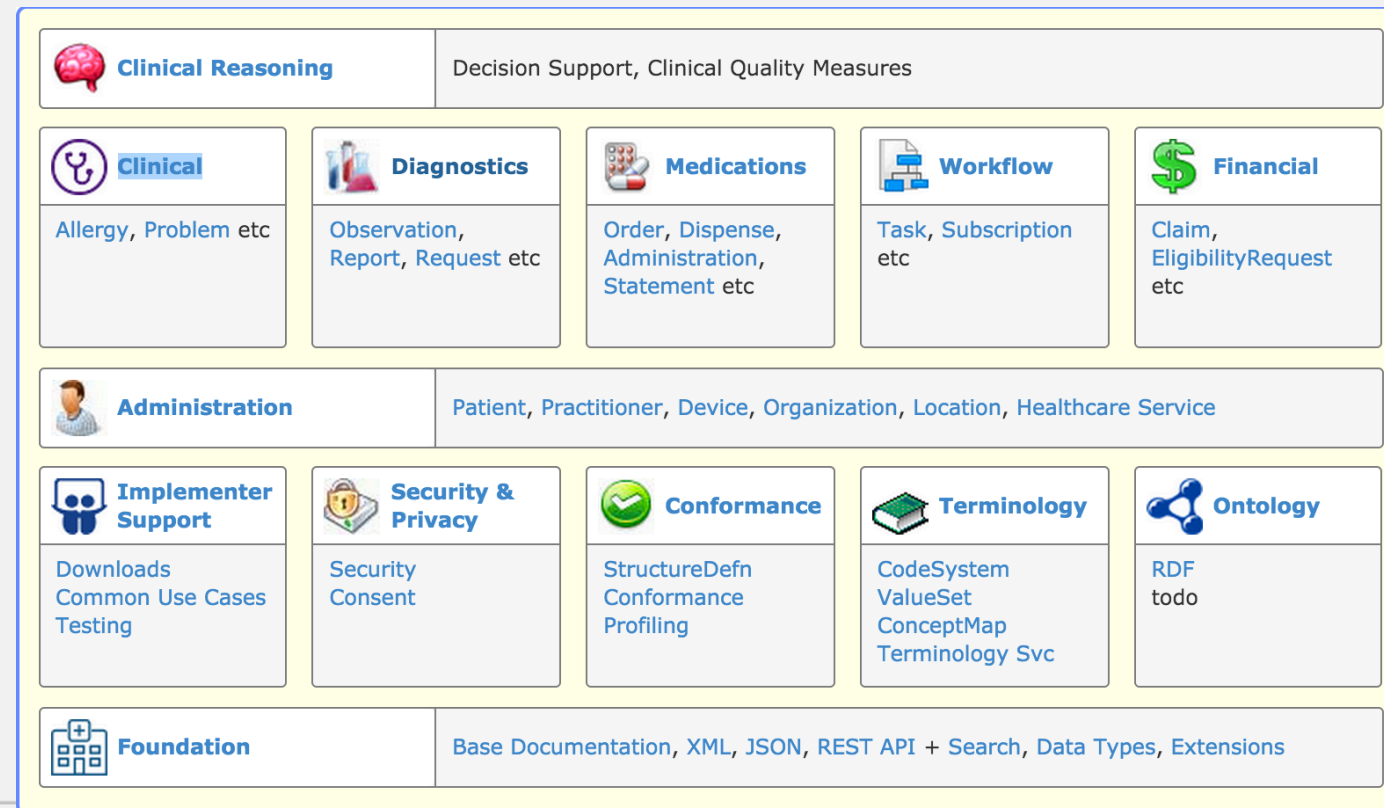 Clinical Reasoning
Decision Support, Clinical Quality Measures
Clinical
Allergy, Problem etc
Diagnostics
Observation,
Report, Request etc
Medications
Order, Dispense,
Administration,
Statement etc
Workflow
Task, Subscription
etc
Financial
Claim,
EligibilityRequest
etc
Administration
Patient, Practitioner, Device, Organization, Location, Healthcare Service
Implementer
Support
Downloads
Common Use Cases
Testing
Security &
Privacy
Security
Consent
Conformance
StructureDefn
Conformance
Profiling
Terminology
CodeSystem
ValueSet
ConceptMap
Terminology Svc
Ontology
RDF
todo
Foundation
Base Documentation, XML, JSON, REST API + Search, Data Types, Extensions